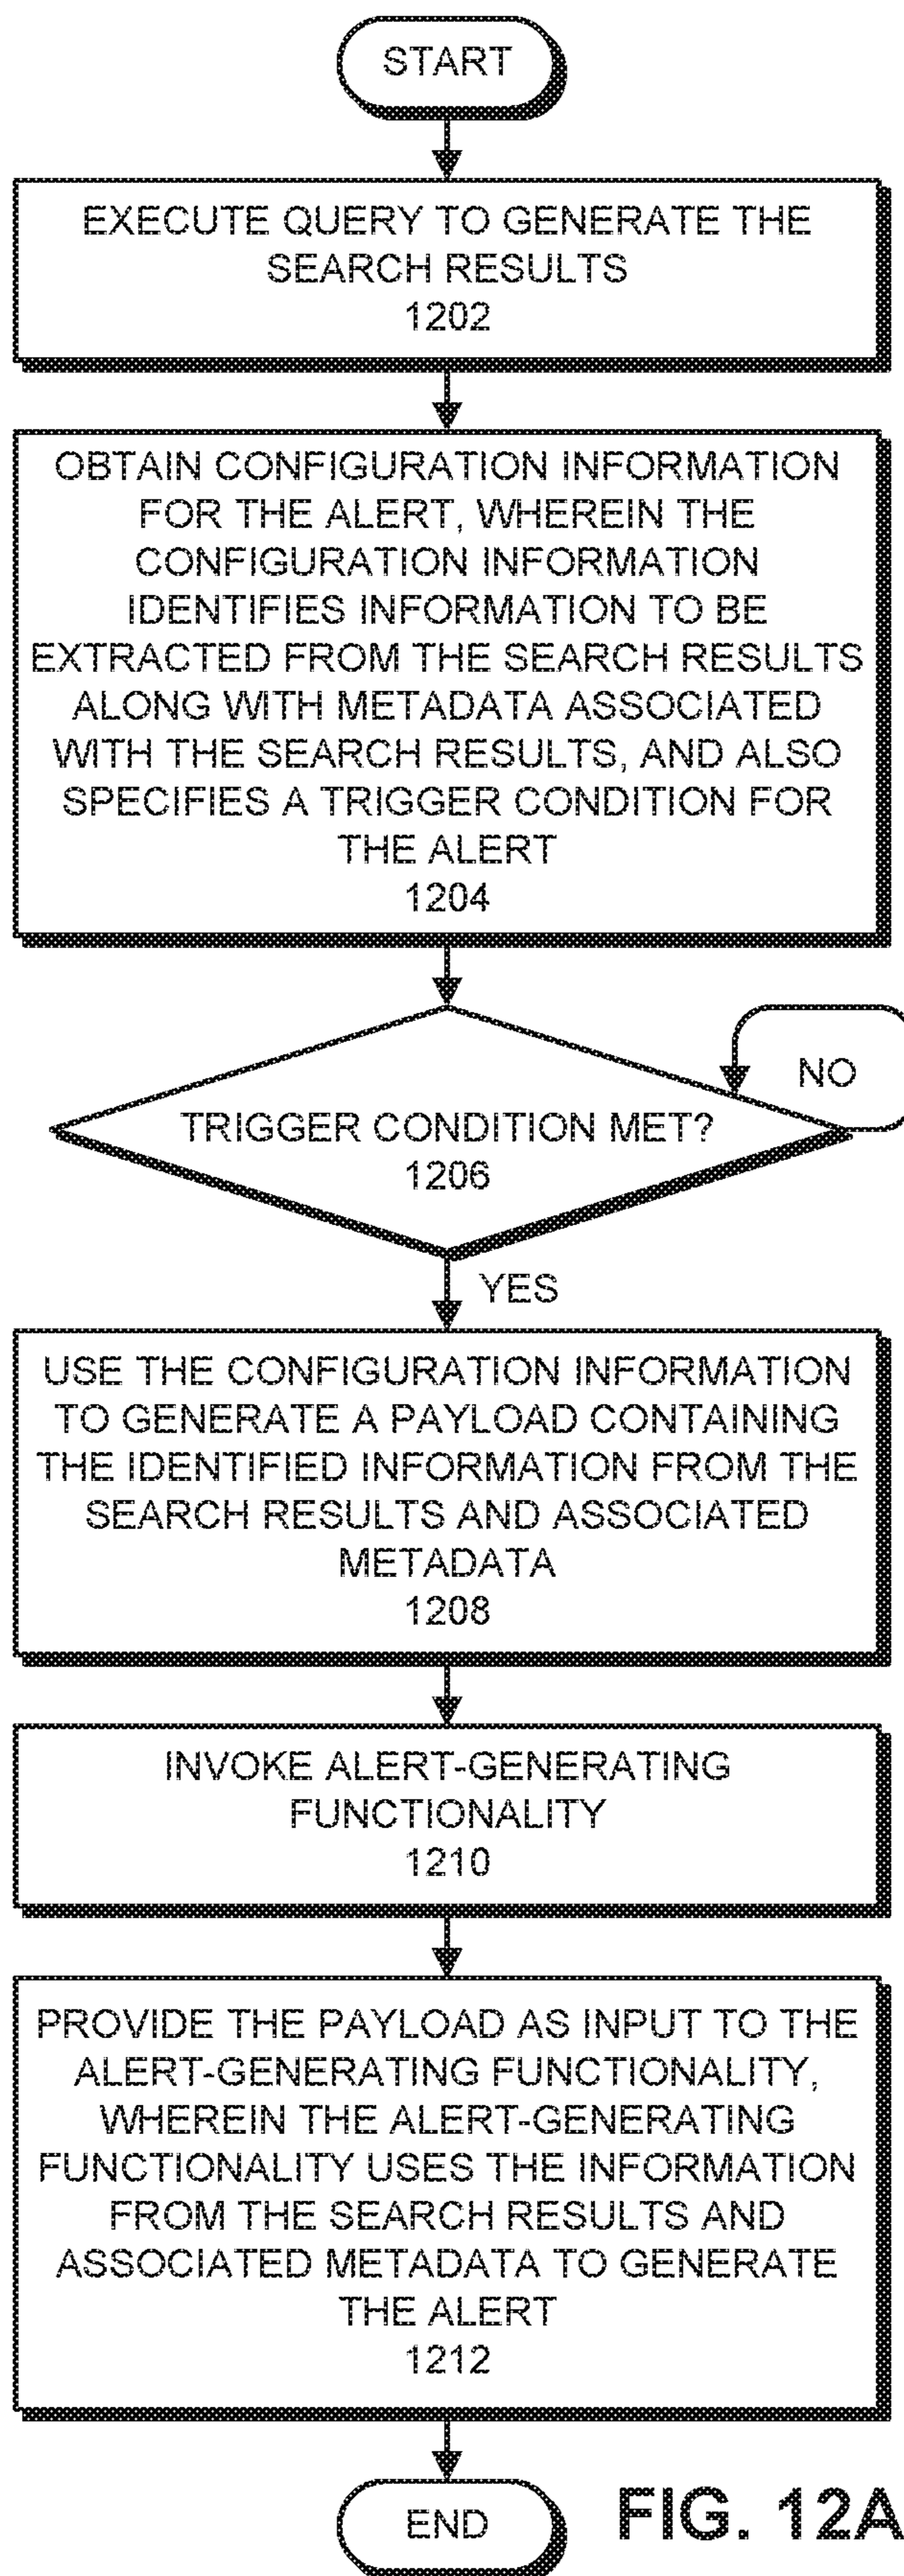 START
EXECUTE QUERY TO GENERATE THE
SEARCH RESULTS
1202
OBTAIN CONFIGURATION INFORMATION
FOR THE ALERT, WHEREIN THE
CONFIGURATION INFORMATION
IDENTIFIES INFORMATION TO BE
EXTRACTED FROM THE SEARCH RESULTS
ALONG WITH METADATA ASSOCIATED
WITH THE SEARCH RESULTS, AND ALSO
SPECIFIES A TRIGGER CONDITION FOR
THE ALERT
1204
NO
TRIGGER CONDITION MET?
1206
YES
USE THE CONFIGURATION INFORMATION
TO GENERATE A PAYLOAD CONTAINING
THE IDENTIFIED INFORMATION FROM THE
SEARCH RESULTS AND ASSOCIATED
METADATA
1208
INVOKE ALERT-GENERATING
FUNCTIONALITY
1210
PROVIDE THE PAYLOAD AS INPUT TO THE
ALERT-GENERATING FUNCTIONALITY,
WHEREIN THE ALERT-GENERATING
FUNCTIONALITY USES THE INFORMATION
FROM THE SEARCH RESULTS AND
ASSOCIATED METADATA TO GENERATE
THE ALERT
1212
END
FIG. 12A